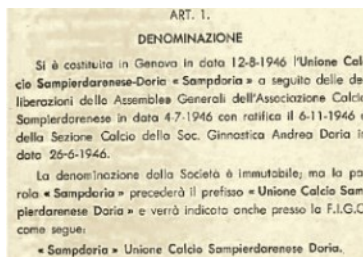 ART. 1.
DENOMINAZIONE
Si è costituita in Genova in data 12-8-1946 l'Unione Cal
cio Sampierdarenese-Doria « Sampdoria » a seguito delle de
liberazioni delle Assemblee Generali dell'Associazione Calcio
Sampierdarenese in data 4-7-1946 con ratifica il 6-11-1946 e
della Sezione Calcio della Soc. Ginnastica Andrea Doria in
data 26-6-1946.
La denominazione della Società è immutabile; ma la pa
rola « Sampdoria » precederà il prefisso « Unione Calcio Sam
pierdarenese Doria » e verrà indicata anche presso la F.I.G.C
come segue:
« Sampdoria » Unione Calcio Sampierdarenese Doria.